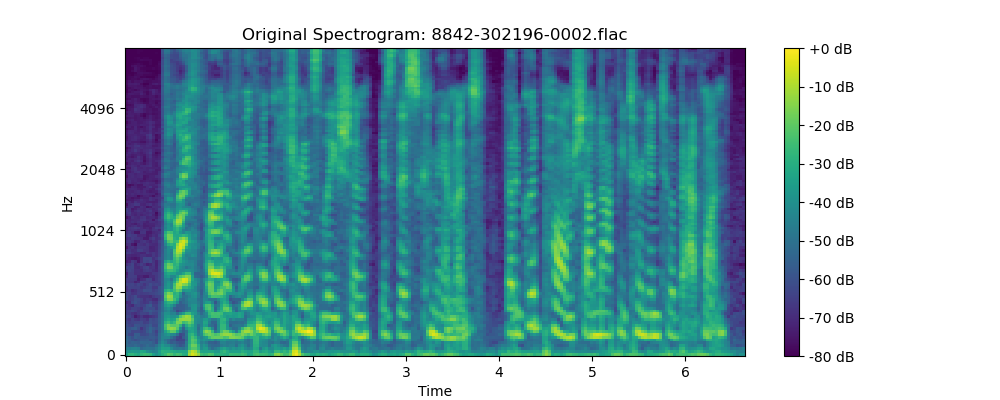 Original Spectrogram: 8842-302196-0002.flac
Hz
4096
2048
1024
512
0
0 1 2 3 4 5 6
Time
+0 dB
-10 dB
-20 dB
-30 dB
-40 dB
-50 dB
-60 dB
-70 dB
-80 dB